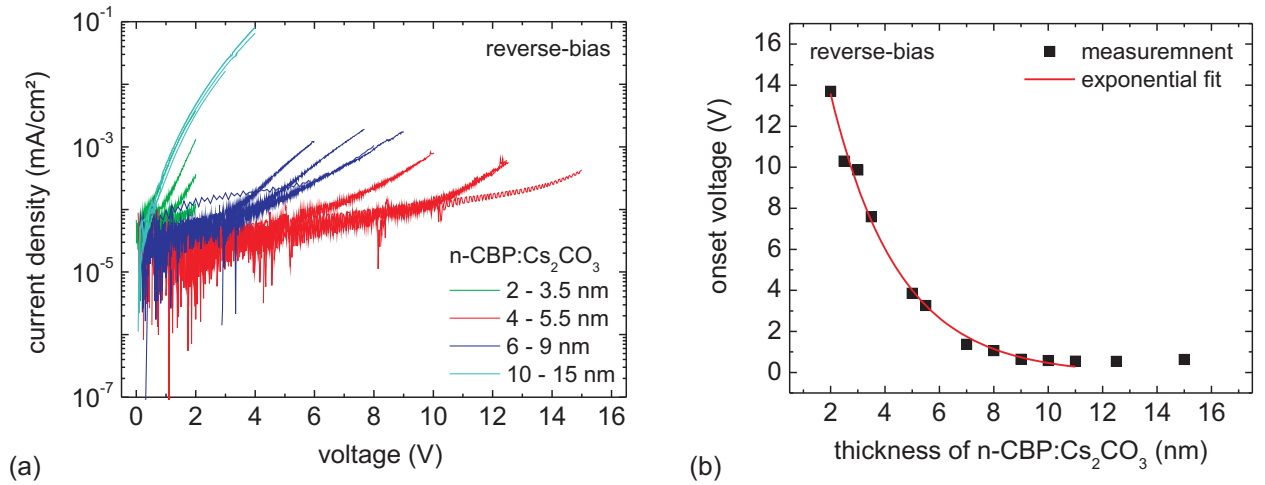 reverse-bias
10⁻¹
10⁻³
10⁻⁵
10⁻⁷
current density (mA/cm²)
n-CBP:Cs₂CO₃
2 - 3.5 nm
4 - 5.5 nm
6 - 9 nm
10 - 15 nm
0 2 4 6 8 10 12 14 16
voltage (V)
(a)
reverse-bias
measuremnent
exponential fit
16
14
12
10
8
6
4
2
0
onset voltage (V)
2 4 6 8 10 12 14 16
thickness of n-CBP:Cs₂CO₃ (nm)
(b)